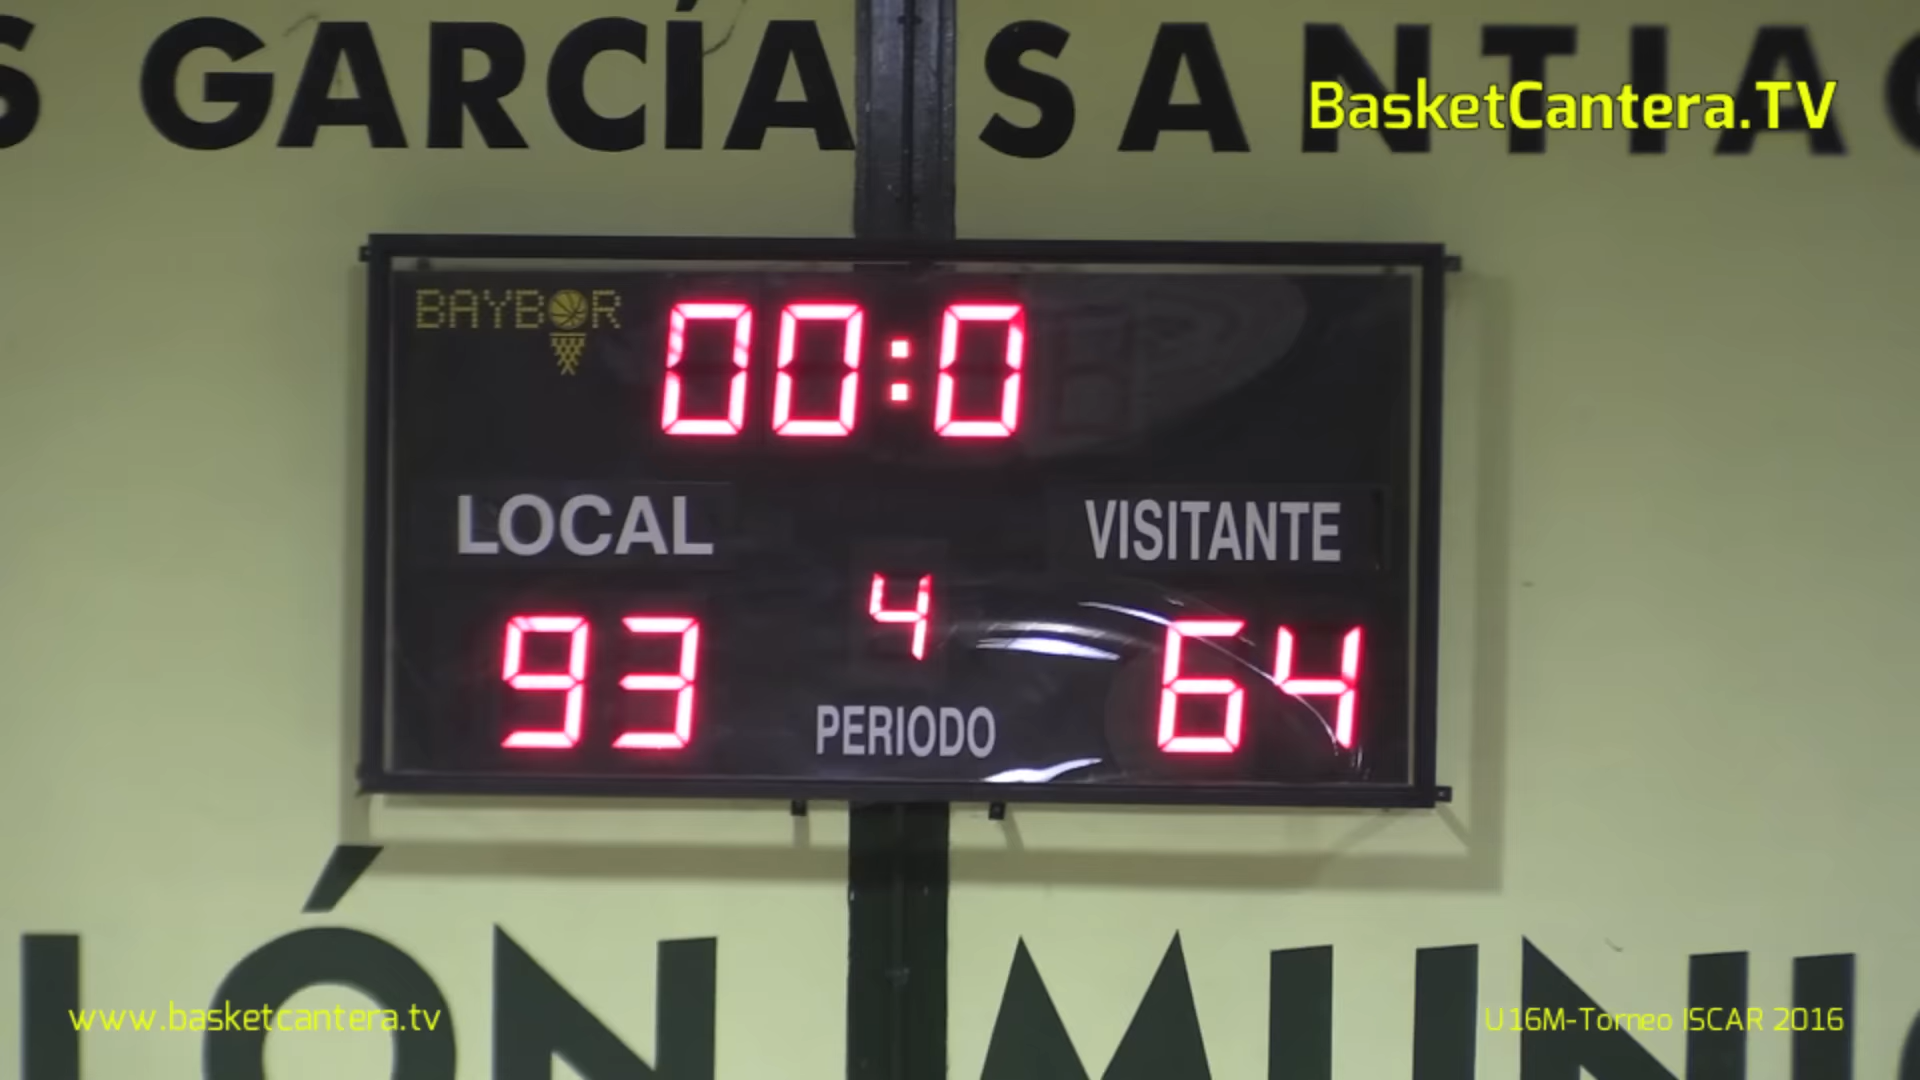 S GARCÍA SANTIAG
BasketCantera.TV
BAYBOR
00:0
LOCAL
VISITANTE
4
93
64
PERIODO
IÓN MUNI
www.basketcantera.tv
U16M-Torneo ISCAR 2016